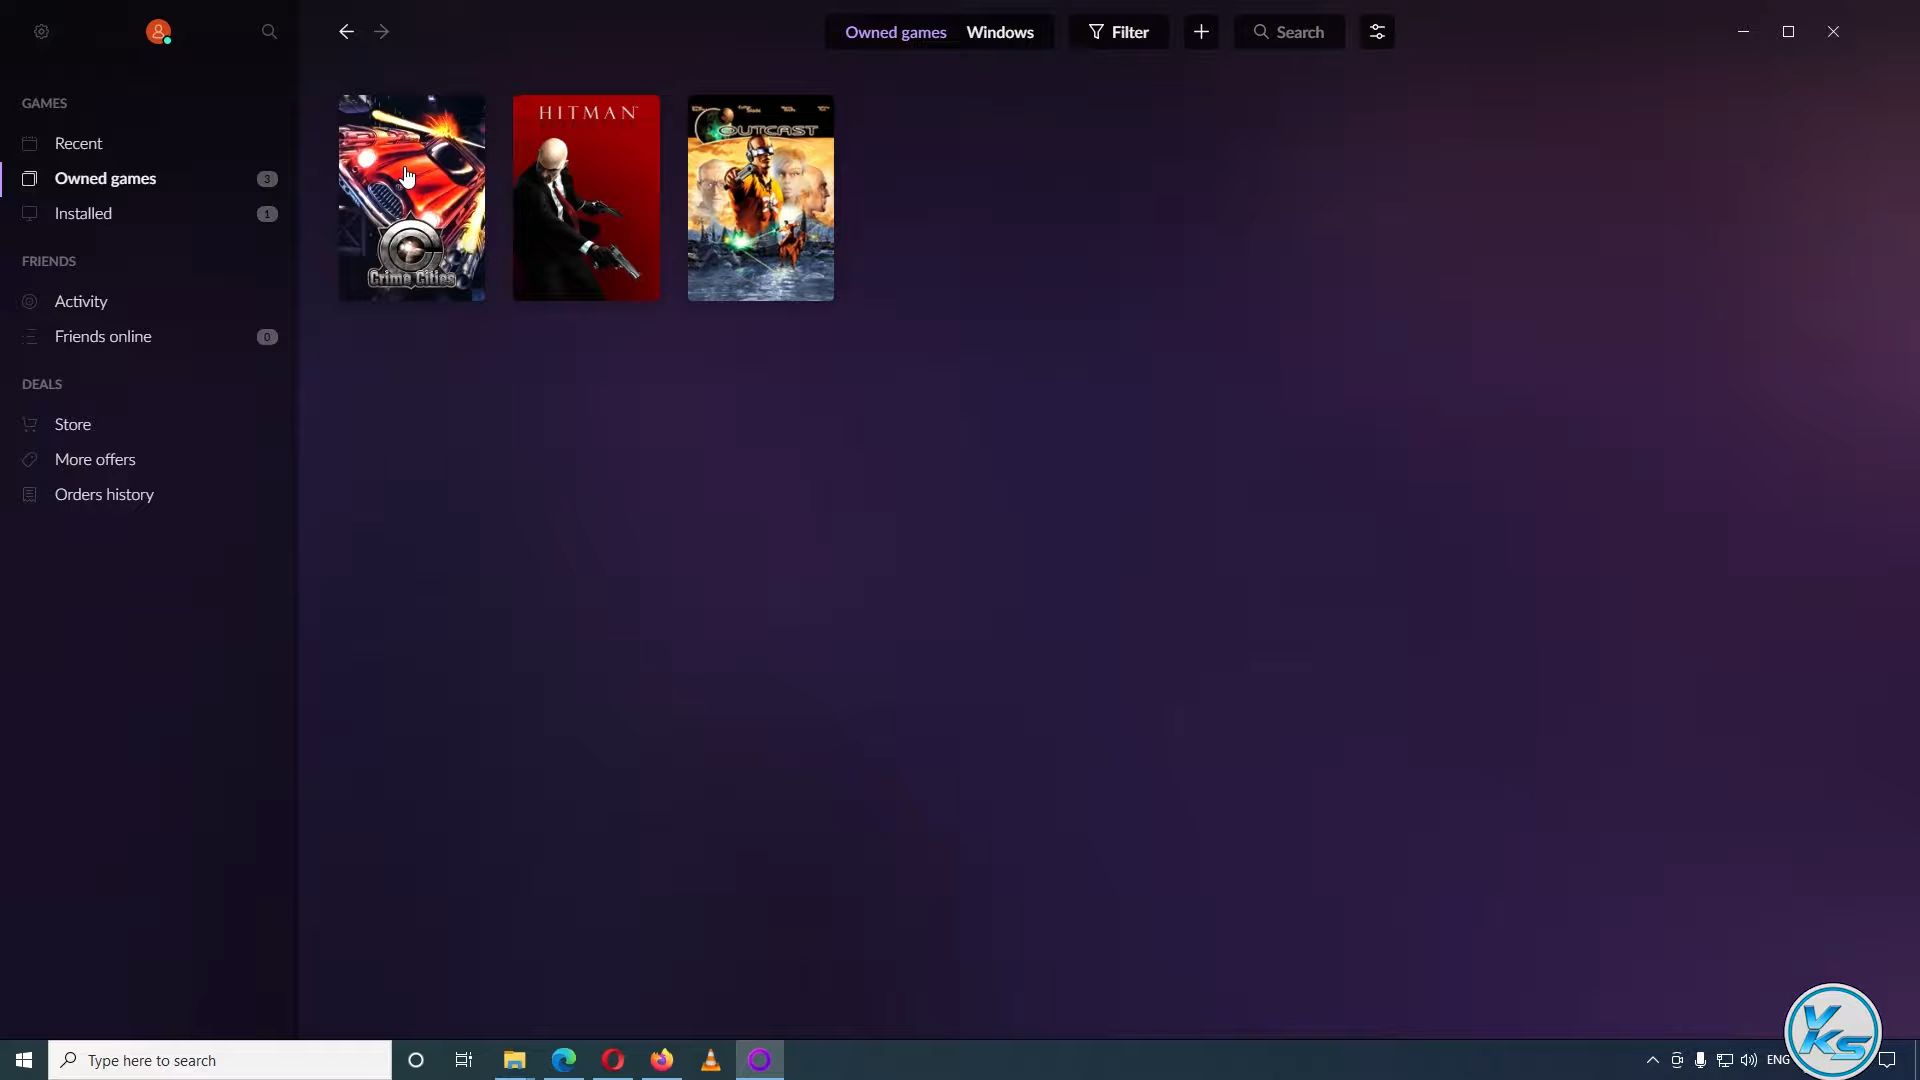 Owned games Windows Filter Search
GAMES
Recent
Owned games 3
Installed 1
FRIENDS
Activity
Friends online 0
DEALS
Store
More offers
Orders history
Crime Cities
HITMAN
OUTCAST
Type here to search
ENG
VKS